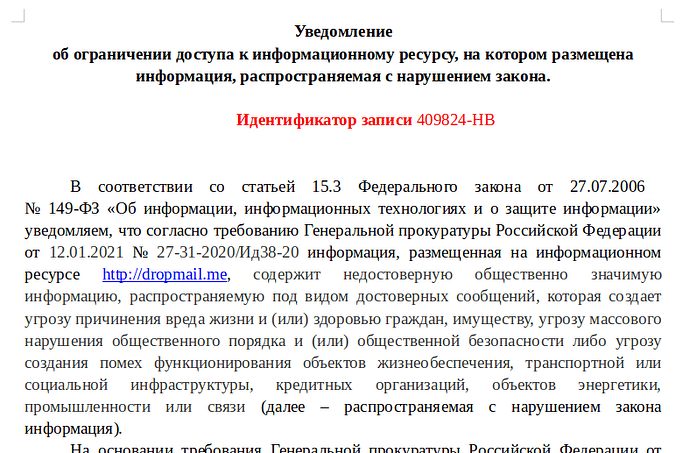 Уведомление
об ограничении доступа к информационному ресурсу, на котором размещена
информация, распространяемая с нарушением закона.
Идентификатор записи 409824-НВ
В соответствии со статьей 15.3 Федерального закона от 27.07.2006
№ 149-ФЗ «Об информации, информационных технологиях и о защите информации»
уведомляем, что согласно требованию Генеральной прокуратуры Российской Федерации
от 12.01.2021 № 27-31-2020/Ид38-20 информация, размещенная на информационном
ресурсе http://dropmail.me, содержит недостоверную общественно значимую
информацию, распространяемую под видом достоверных сообщений, которая создает
угрозу причинения вреда жизни и (или) здоровью граждан, имуществу, угрозу массового
нарушения общественного порядка и (или) общественной безопасности либо угрозу
создания помех функционирования объектов жизнеобеспечения, транспортной или
социальной инфраструктуры, кредитных организаций, объектов энергетики,
промышленности или связи (далее – распространяемая с нарушением закона
информация).
На основании требования Генеральной прокуратуры Российской Федерации от